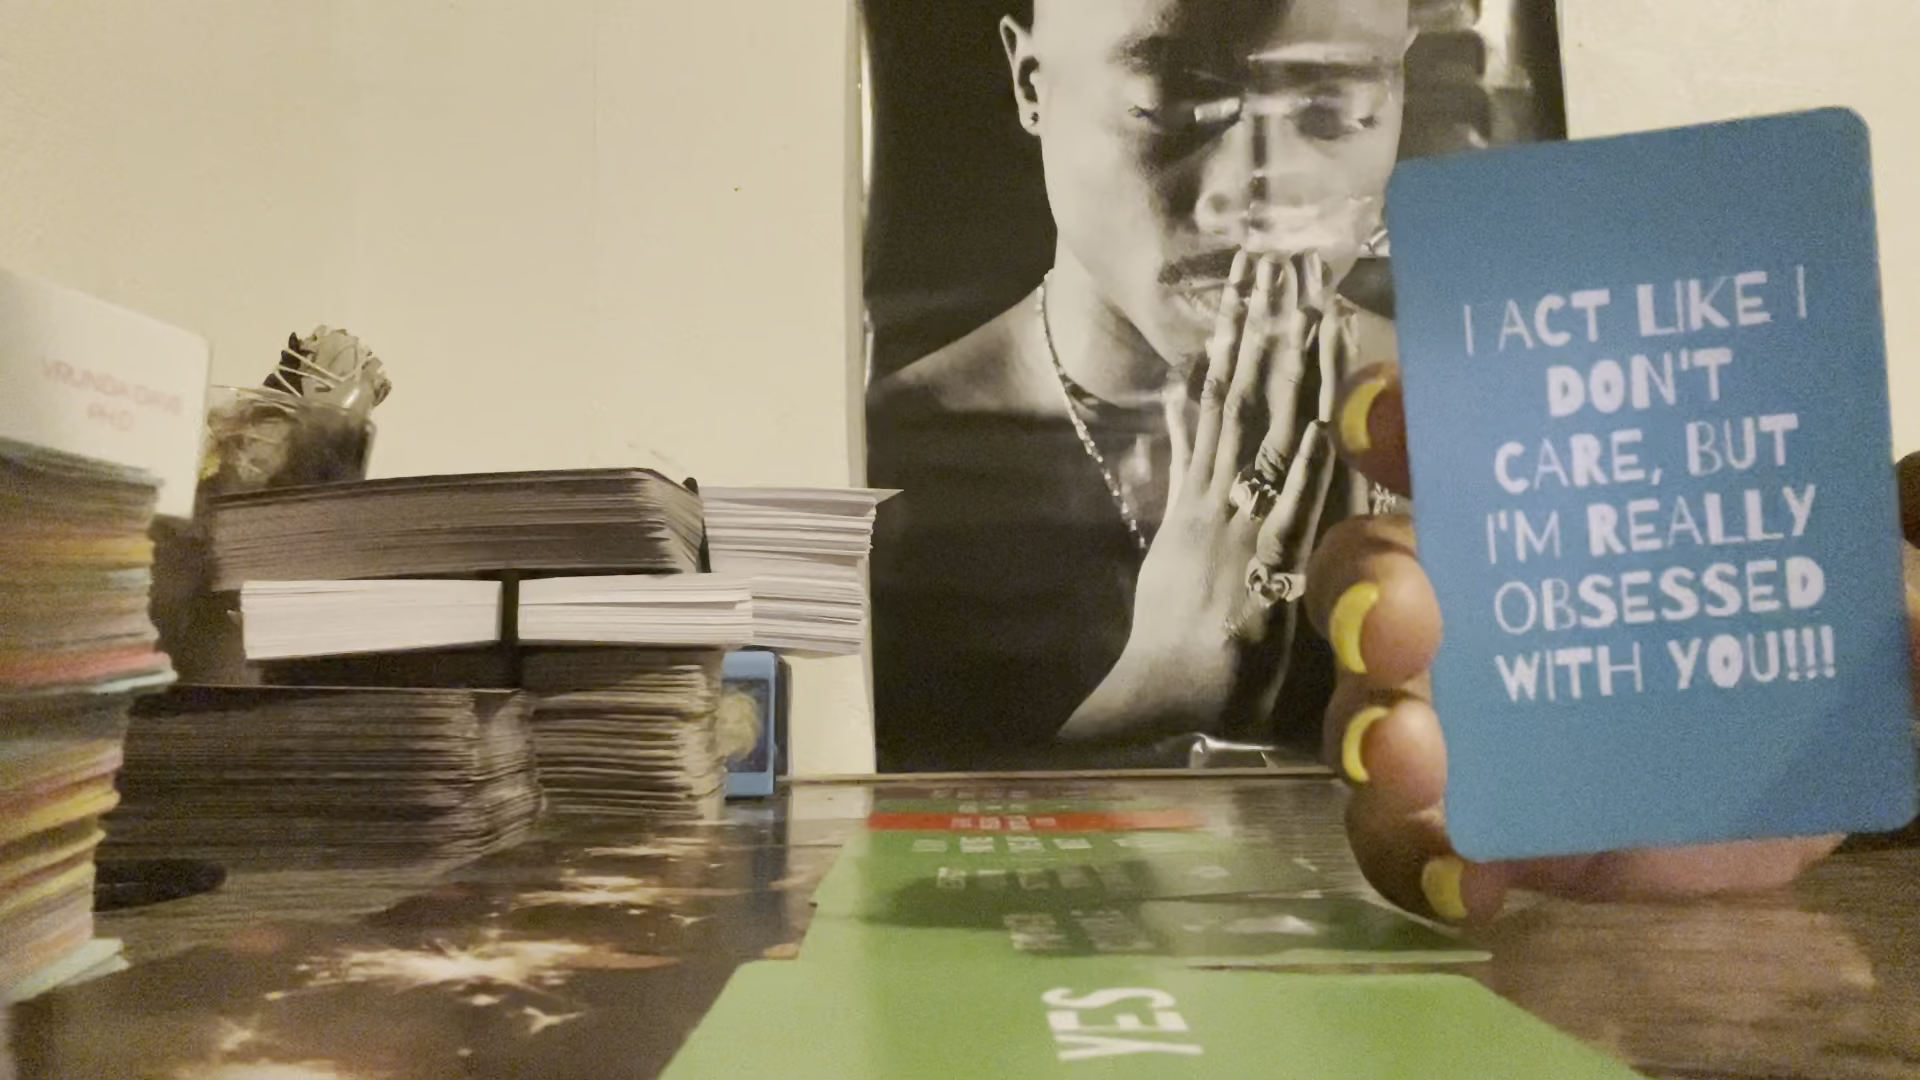 I ACT LIKE I
DON'T
CARE, BUT
I'M REALLY
OBSESSED
WITH YOU!!!
YES